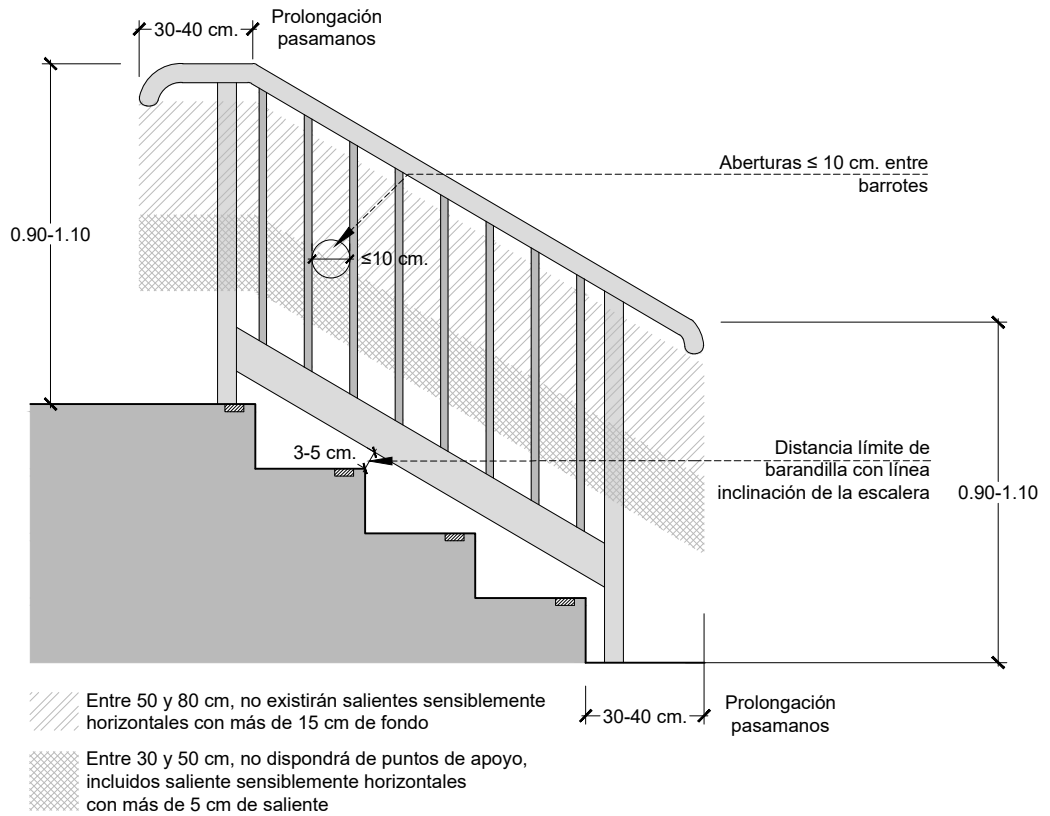 30-40 cm.
Prolongación
pasamanos
Aberturas ≤ 10 cm. entre
barrotes
0.90-1.10
≤10 cm.
3-5 cm.
Distancia límite de
barandilla con línea
inclinación de la escalera
0.90-1.10
Entre 50 y 80 cm, no existirán salientes sensiblemente
horizontales con más de 15 cm de fondo
30-40 cm.
Prolongación
pasamanos
Entre 30 y 50 cm, no dispondrá de puntos de apoyo,
incluidos saliente sensiblemente horizontales
con más de 5 cm de saliente